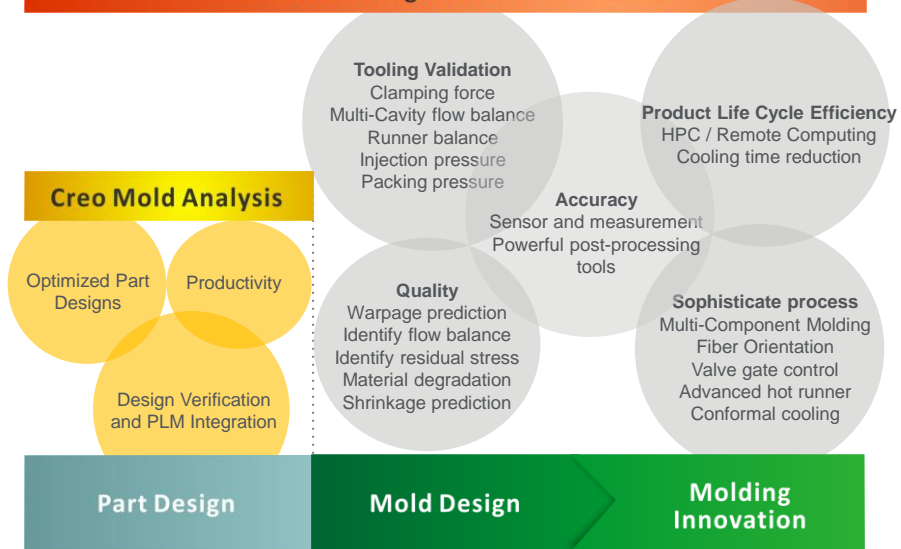 Tooling Validation
Clamping force
Multi-Cavity flow balance
Runner balance
Injection pressure
Packing pressure
Product Life Cycle Efficiency
HPC / Remote Computing
Cooling time reduction
Accuracy
Sensor and measurement
Powerful post-processing
tools
Creo Mold Analysis
Optimized Part
Designs
Productivity
Design Verification
and PLM Integration
Quality
Warpage prediction
Identify flow balance
Identify residual stress
Material degradation
Shrinkage prediction
Sophisticate process
Multi-Component Molding
Fiber Orientation
Valve gate control
Advanced hot runner
Conformal cooling
Part Design
Mold Design
Molding
Innovation